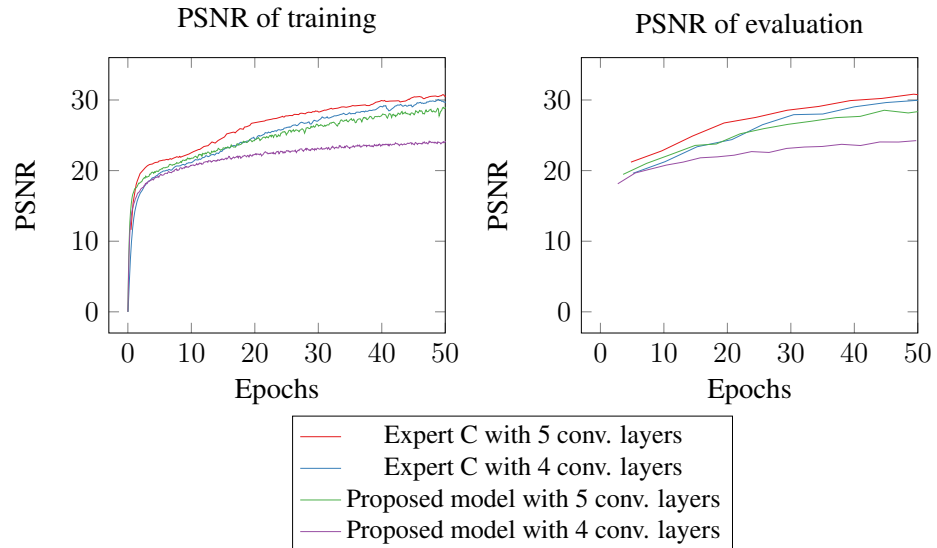 PSNR of training
PSNR
30
20
10
0
0 10 20 30 40 50
Epochs
PSNR of evaluation
PSNR
30
20
10
0
0 10 20 30 40 50
Epochs
Expert C with 5 conv. layers
Expert C with 4 conv. layers
Proposed model with 5 conv. layers
Proposed model with 4 conv. layers